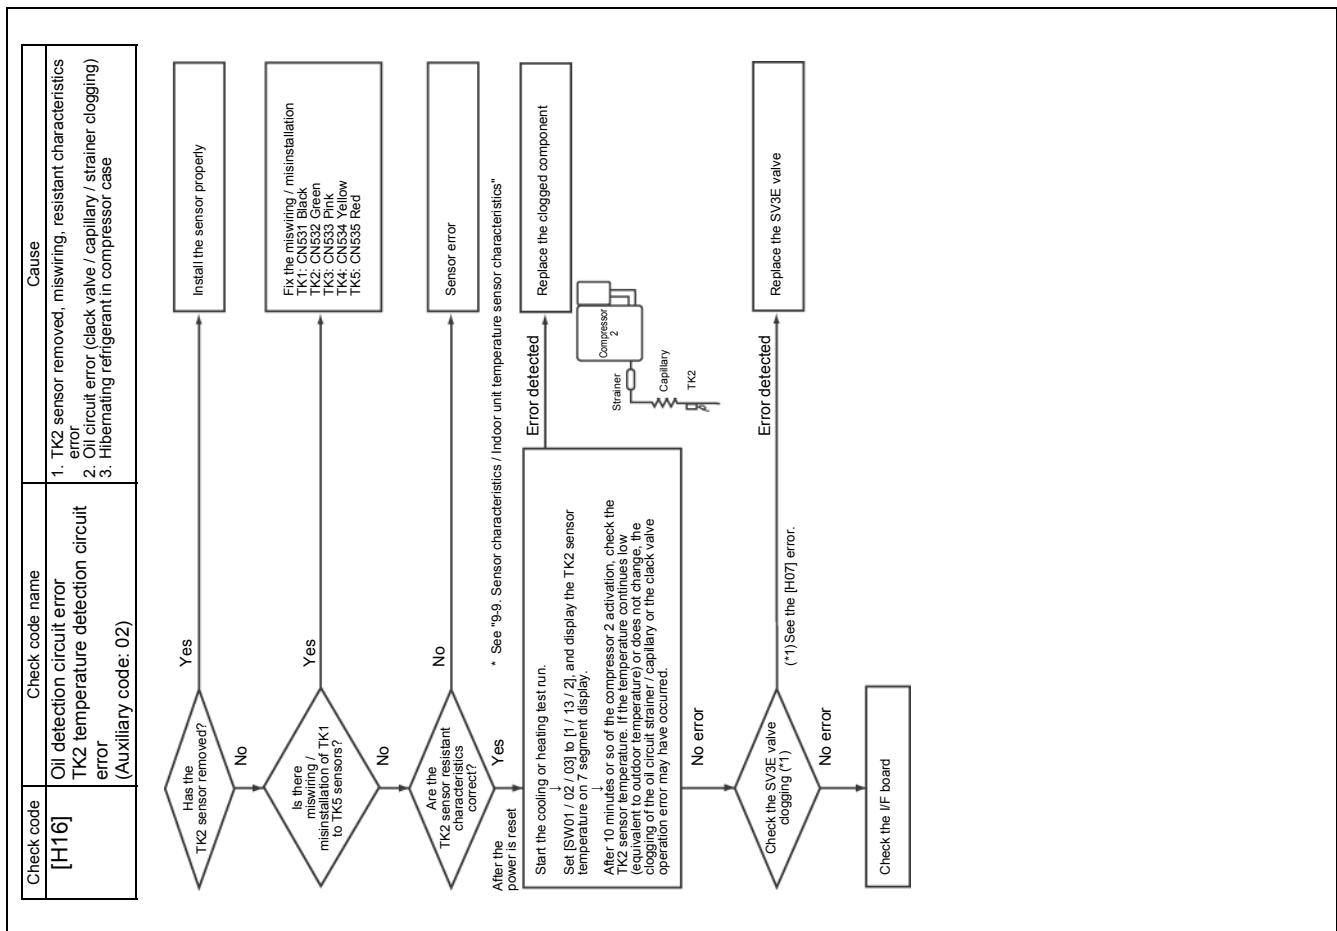 Check code
Check code name
Cause
[H16]
Oil detection circuit error
TK2 temperature detection circuit
error
(Auxiliary code: 02)
1. TK2 sensor removed, miswiring, resistant characteristics
error
2. Oil circuit error (clack valve / capillary / strainer clogging)
3. Hibernating refrigerant in compressor case
Has the
TK2 sensor removed?
Yes
Install the sensor properly
No
Is there
miswiring /
misinstallation of TK1
to TK5 sensors?
Yes
Fix the miswiring / misinstallation
TK1: CN531 Black
TK2: CN532 Green
TK3: CN533 Pink
TK4: CN534 Yellow
TK5: CN535 Red
No
Are the
TK2 sensor resistant
characteristics
correct?
No
Sensor error
* See "9-9. Sensor characteristics / Indoor unit temperature sensor characteristics"
After the
power is reset
Yes
Start the cooling or heating test run.
↓
Set [SW01 / 02 / 03] to [1 / 13 / 2], and display the TK2 sensor
temperature on 7 segment display.
↓
After 10 minutes or so of the compressor 2 activation, check the
TK2 sensor temperature. If the temperature continues low
(equivalent to outdoor temperature) or does not change, the
clogging of the oil circuit strainer / capillary or the clack valve
operation error may have occurred.
Error detected
Replace the clogged component
Compressor
2
Strainer
Capillary
TK2
No error
Check the SV3E valve
clogging (*1)
(*1) See the [H07] error.
Error detected
Replace the SV3E valve
No error
Check the I/F board